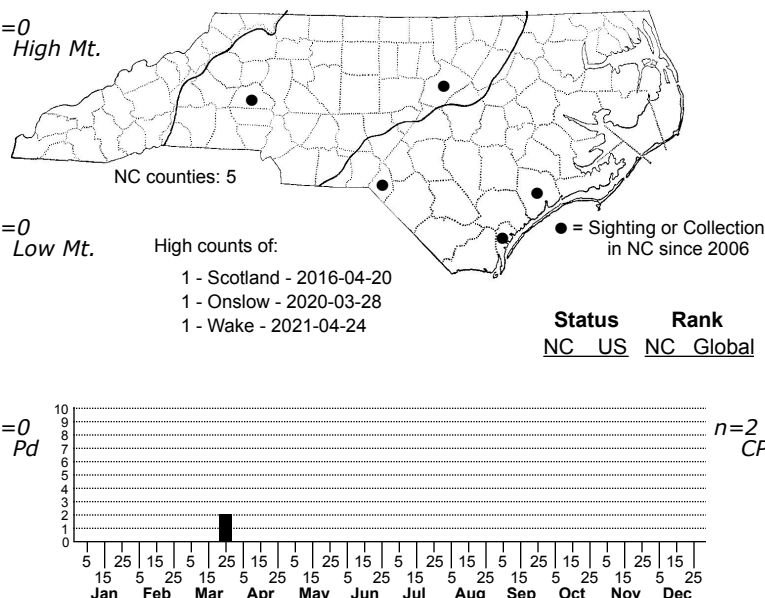 =0
High Mt.
NC counties: 5
=0
Low Mt.
High counts of:
1 - Scotland - 2016-04-20
1 - Onslow - 2020-03-28
1 - Wake - 2021-04-24
● = Sighting or Collection
in NC since 2006
Status Rank
NC US NC Global
=0
Pd
n=2
CP
10
9
8
7
6
5
4
3
2
1
0
5 25 15 5 25 15 5 25 15 5 25 15 5 25 15 5 25 15
15 5 25 15 5 25 15 5 25 15 5 25 15 5 25 15 5 25
Jan Feb Mar Apr May Jun Jul Aug Sep Oct Nov Dec